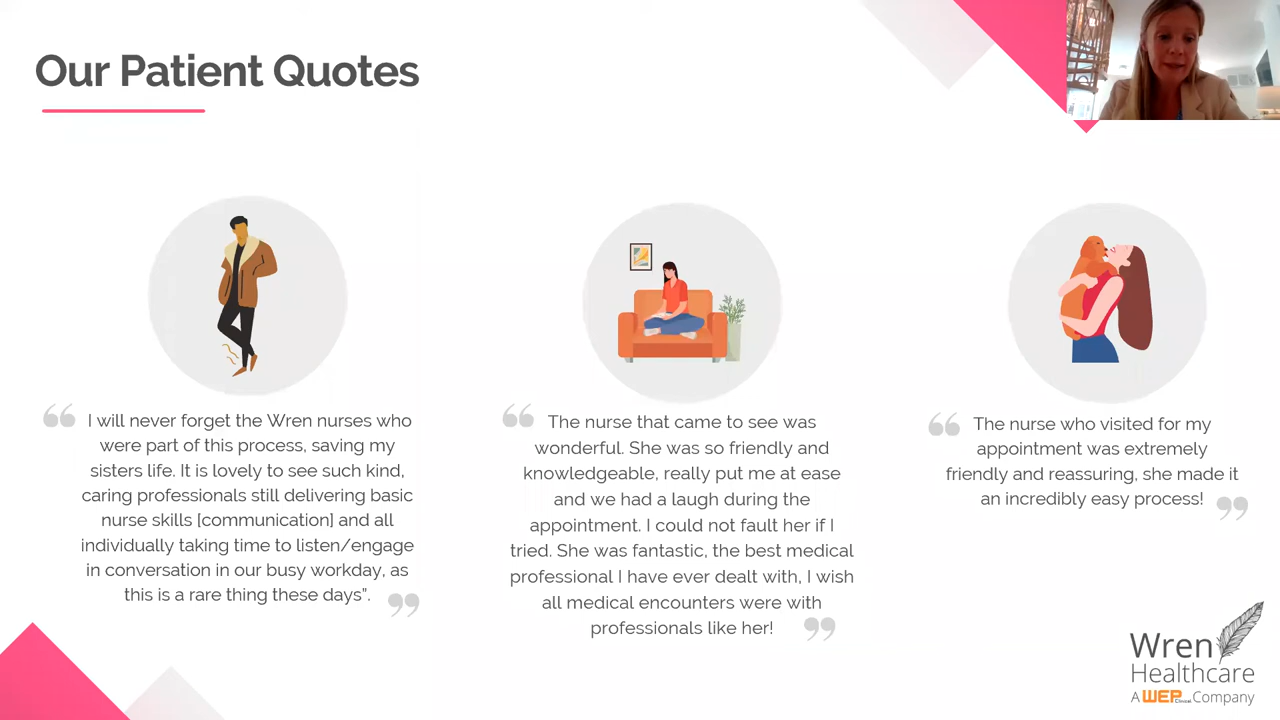 Our Patient Quotes
“ I will never forget the Wren nurses who
were part of this process, saving my
sisters life. It is lovely to see such kind,
caring professionals still delivering basic
nurse skills [communication] and all
individually taking time to listen/engage
in conversation in our busy workday, as
this is a rare thing these days”. ”
“ The nurse that came to see was
wonderful. She was so friendly and
knowledgeable, really put me at ease
and we had a laugh during the
appointment. I could not fault her if I
tried. She was fantastic, the best medical
professional I have ever dealt with, I wish
all medical encounters were with
professionals like her! ”
“ The nurse who visited for my
appointment was extremely
friendly and reassuring, she made it
an incredibly easy process! ”
Wren
Healthcare
A WEP Clinical Company